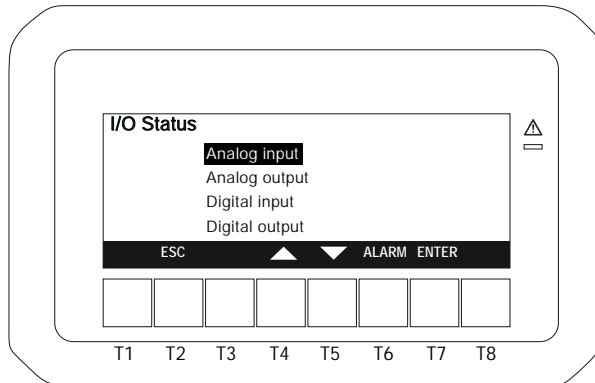 I/O Status
Analog input
Analog output
Digital input
Digital output
ESC ALARM ENTER
T1 T2 T3 T4 T5 T6 T7 T8